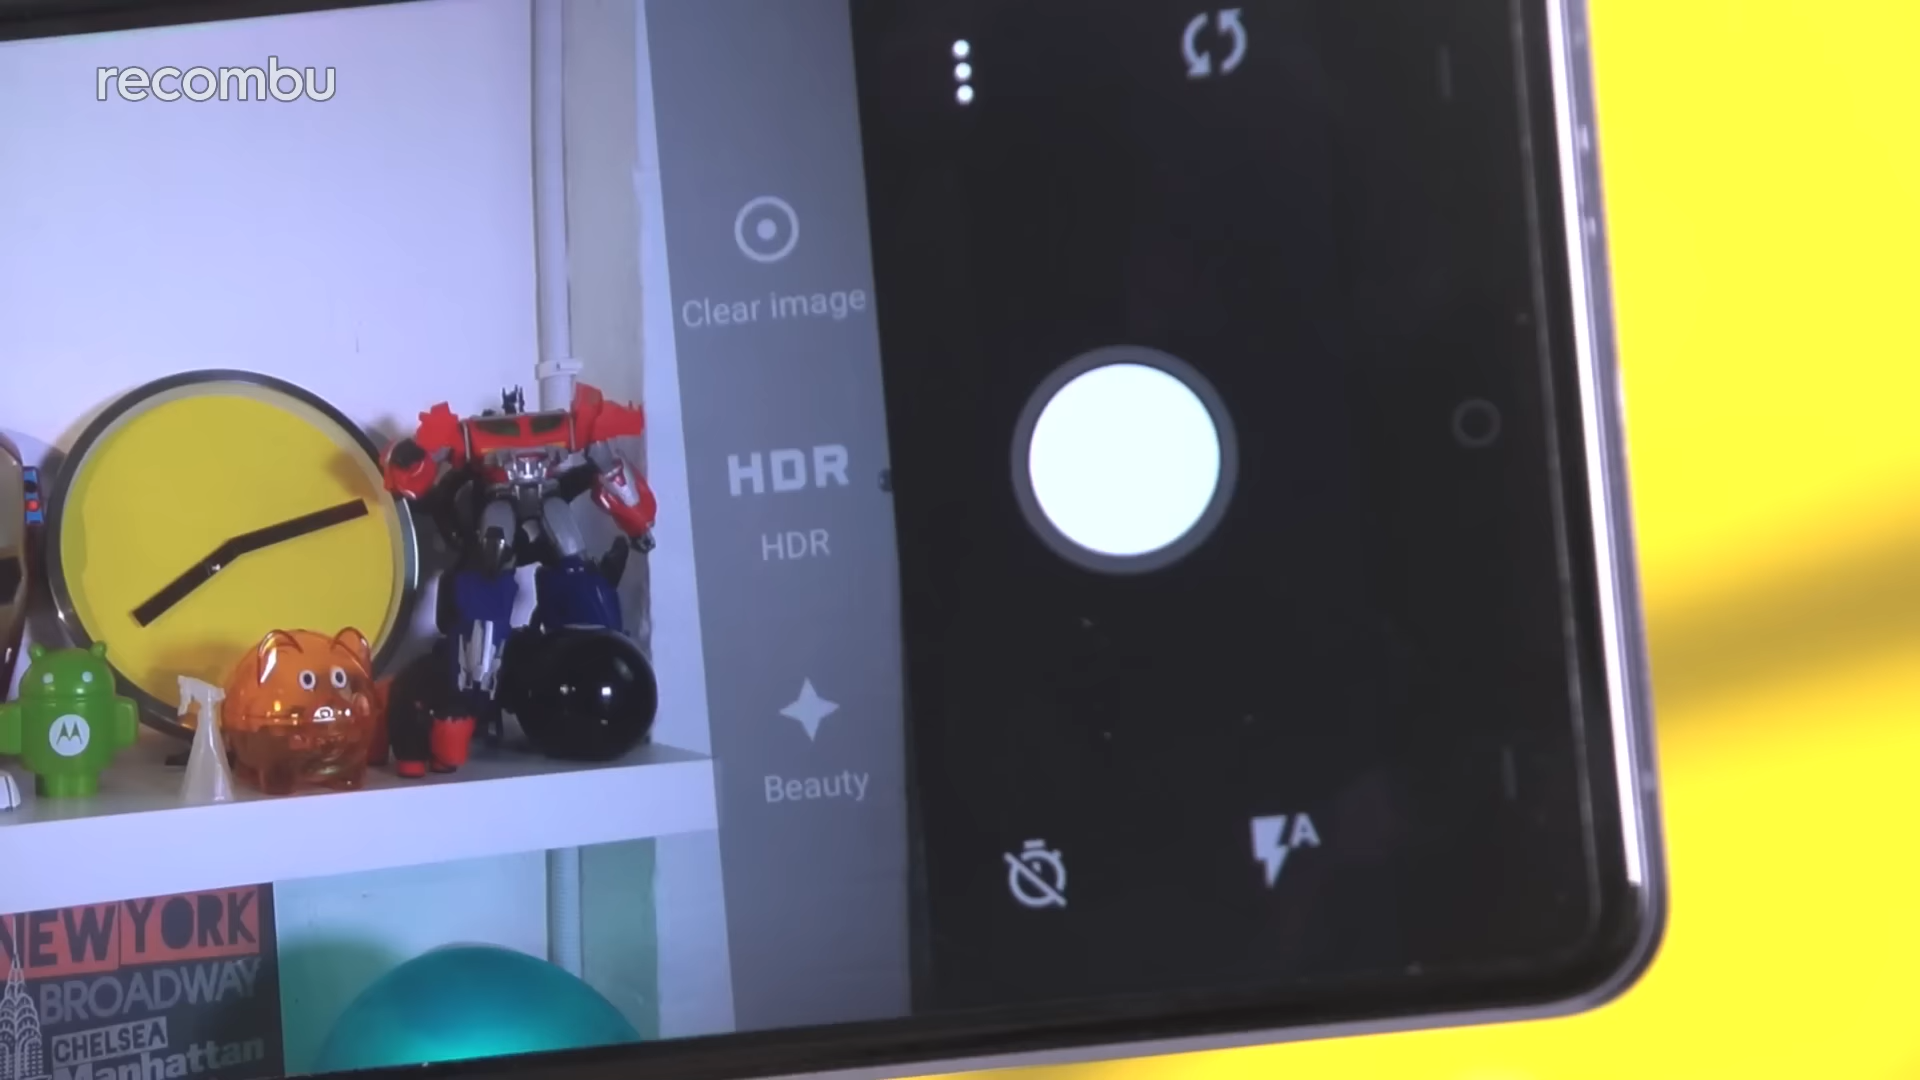 recombu
Clear image
HDR
HDR
Beauty
A
NEW YORK
BROADWAY
CHELSEA
Manhattan